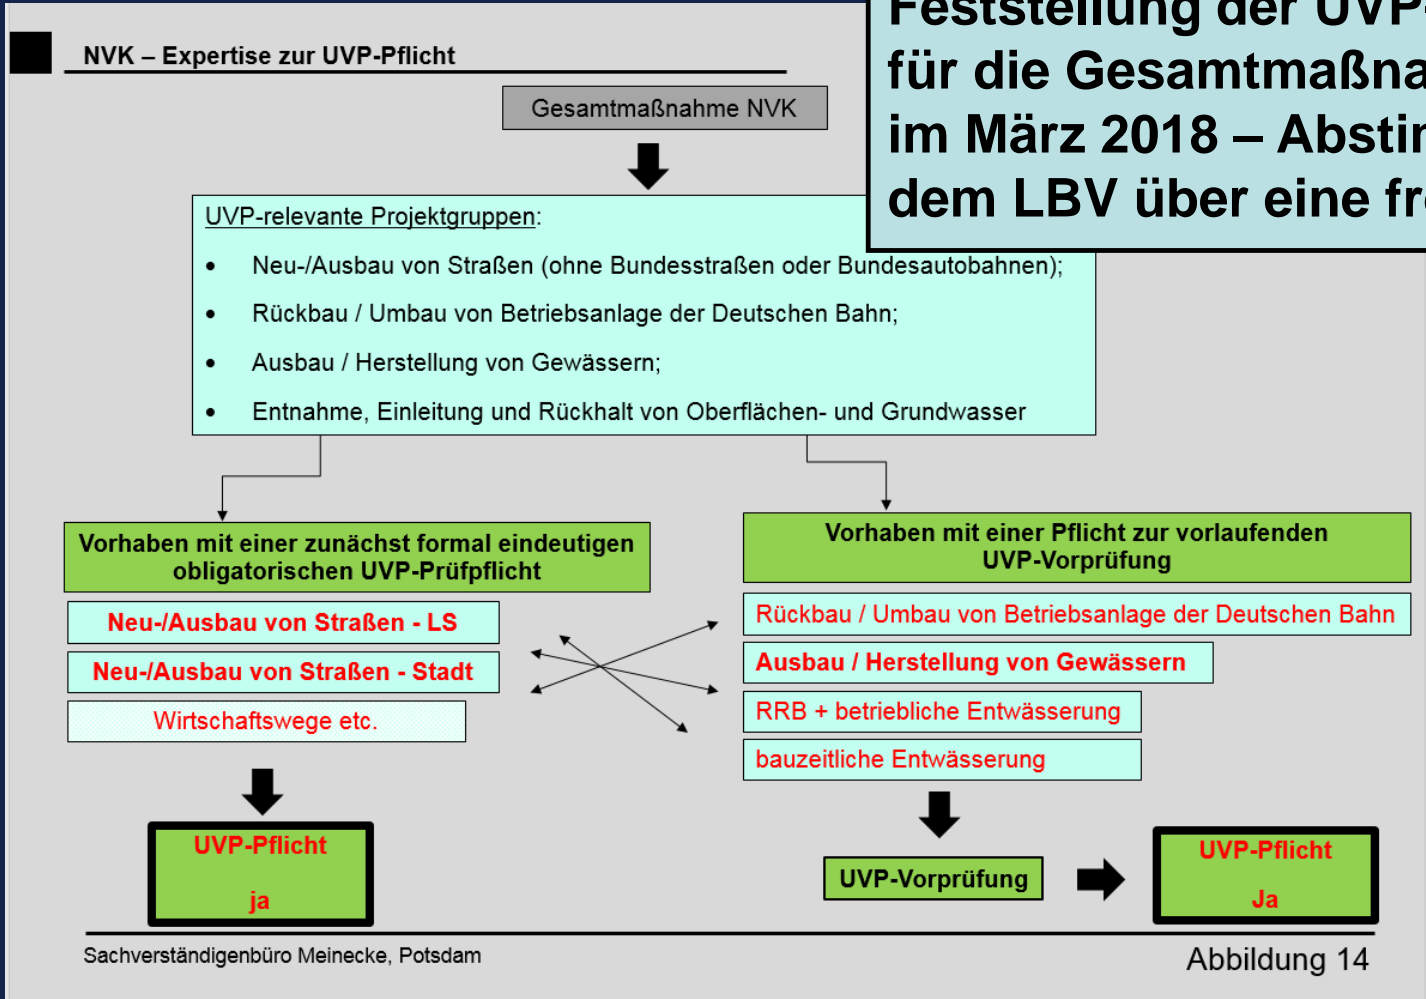 NVK – Expertise zur UVP-Pflicht
Feststellung der UVP-
für die
im März 2018 –
dem LBV über eine
Gesamtmaßnahme NVK
UVP-relevante Projektgruppen:
• Neu-/Ausbau von Straßen (ohne Bundesstraßen oder Bundesautobahnen);
• Rückbau / Umbau von Betriebsanlage der Deutschen Bahn;
• Ausbau / Herstellung von Gewässern;
• Entnahme, Einleitung und Rückhalt von Oberflächen- und Grundwasser
Vorhaben mit einer zunächst formal eindeutigen
obligatorischen UVP-Prüfpflicht
Neu-/Ausbau von Straßen - LS
Neu-/Ausbau von Straßen - Stadt
Wirtschaftswege etc.
UVP-Pflicht
ja
Vorhaben mit einer Pflicht zur vorlaufenden
UVP-Vorprüfung
Rückbau / Umbau von Betriebsanlage der Deutschen Bahn
Ausbau / Herstellung von Gewässern
RRB + betriebliche Entwässerung
bauzeitliche Entwässerung
UVP-Vorprüfung
UVP-Pflicht
Ja
Sachverständigenbüro Meinecke, Potsdam
Abbildung 14